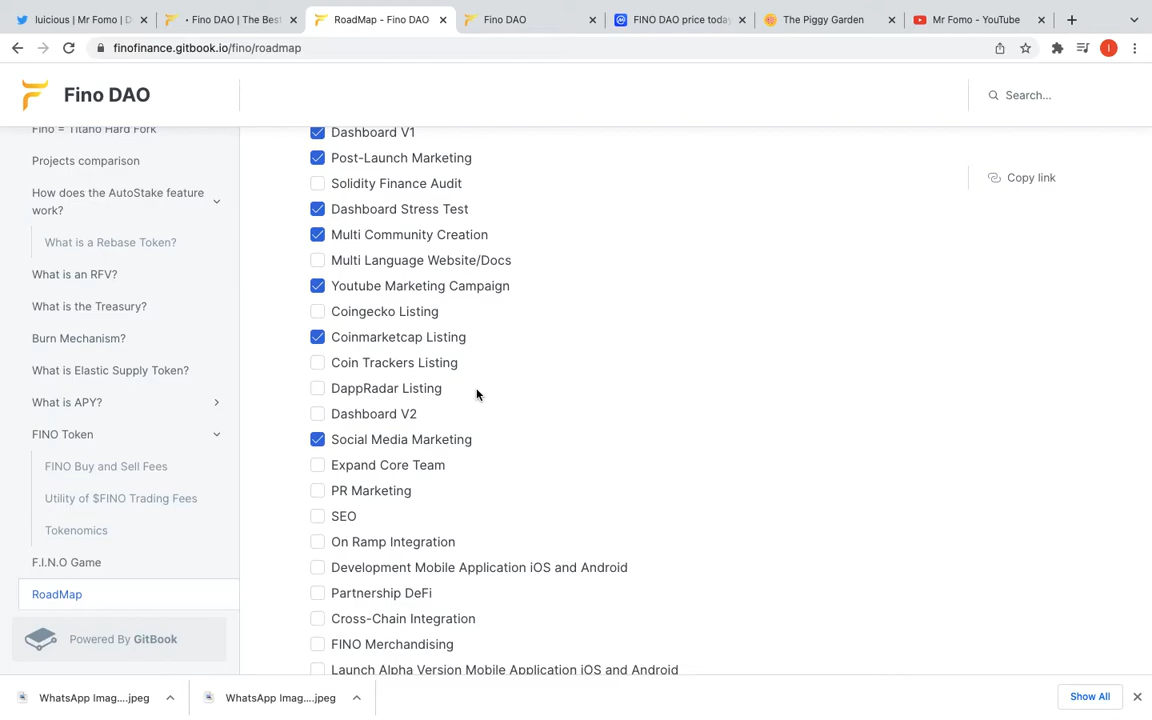 luicious | Mr Fomo | D
• Fino DAO | The Best
RoadMap - Fino DAO
Fino DAO
FINO DAO price today
The Piggy Garden
Mr Fomo - YouTube
finofinance.gitbook.io/fino/roadmap
I
Fino DAO
Search...
Fino = Titano Hard Fork
Projects comparison
How does the AutoStake feature
work?
What is a Rebase Token?
What is an RFV?
What is the Treasury?
Burn Mechanism?
What is Elastic Supply Token?
What is APY?
FINO Token
FINO Buy and Sell Fees
Utility of $FINO Trading Fees
Tokenomics
F.I.N.O Game
RoadMap
Powered By GitBook
Dashboard V1
Post-Launch Marketing
Solidity Finance Audit
Dashboard Stress Test
Multi Community Creation
Multi Language Website/Docs
Youtube Marketing Campaign
Coingecko Listing
Coinmarketcap Listing
Coin Trackers Listing
DappRadar Listing
Dashboard V2
Social Media Marketing
Expand Core Team
PR Marketing
SEO
On Ramp Integration
Development Mobile Application iOS and Android
Partnership DeFi
Cross-Chain Integration
FINO Merchandising
Launch Alpha Version Mobile Application iOS and Android
Copy link
WhatsApp Imag....jpeg
WhatsApp Imag....jpeg
Show All